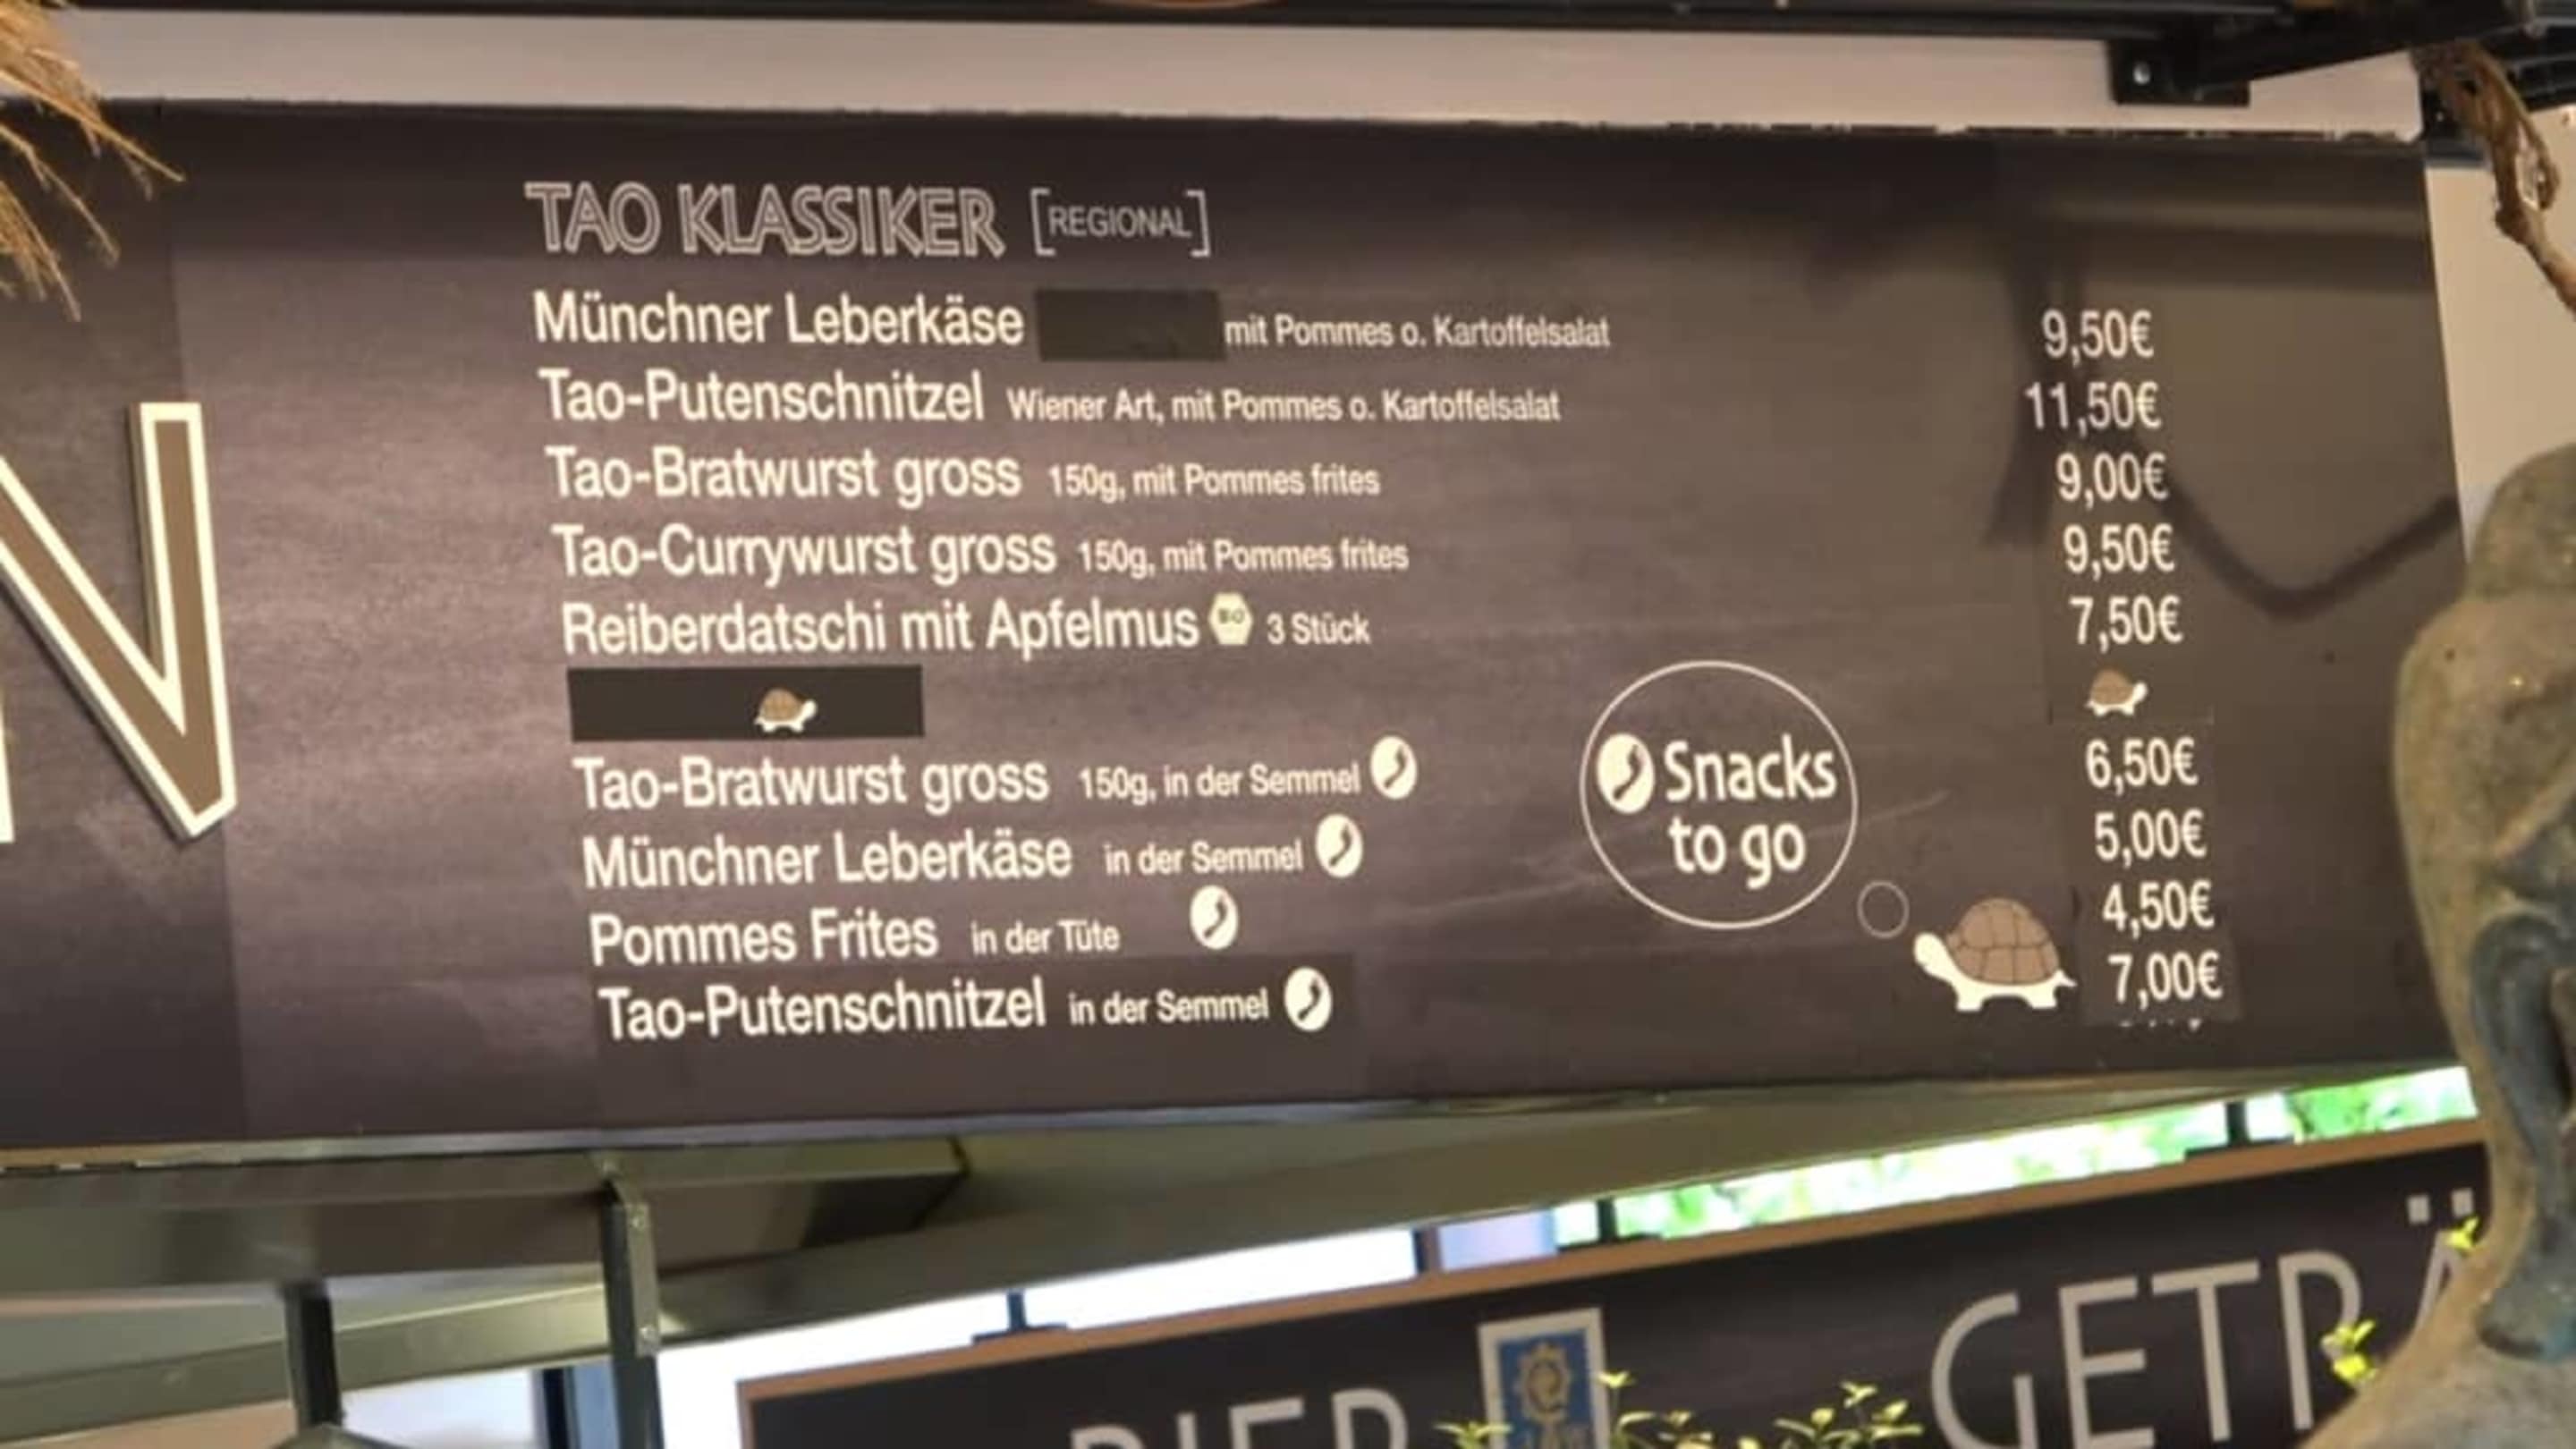 TAO KLASSIKER [REGIONAL]
Münchner Leberkäse mit Pommes o. Kartoffelsalat 9,50€
Tao-Putenschnitzel Wiener Art, mit Pommes o. Kartoffelsalat 11,50€
Tao-Bratwurst gross 150g, mit Pommes frites 9,00€
Tao-Currywurst gross 150g, mit Pommes frites 9,50€
Reiberdatschi mit Apfelmus BIO 3 Stück 7,50€
Tao-Bratwurst gross 150g, in der Semmel 6,50€
Münchner Leberkäse in der Semmel 5,00€
Pommes Frites in der Tüte 4,50€
Tao-Putenschnitzel in der Semmel 7,00€
Snacks
to go
N
BIER
GETRÄ